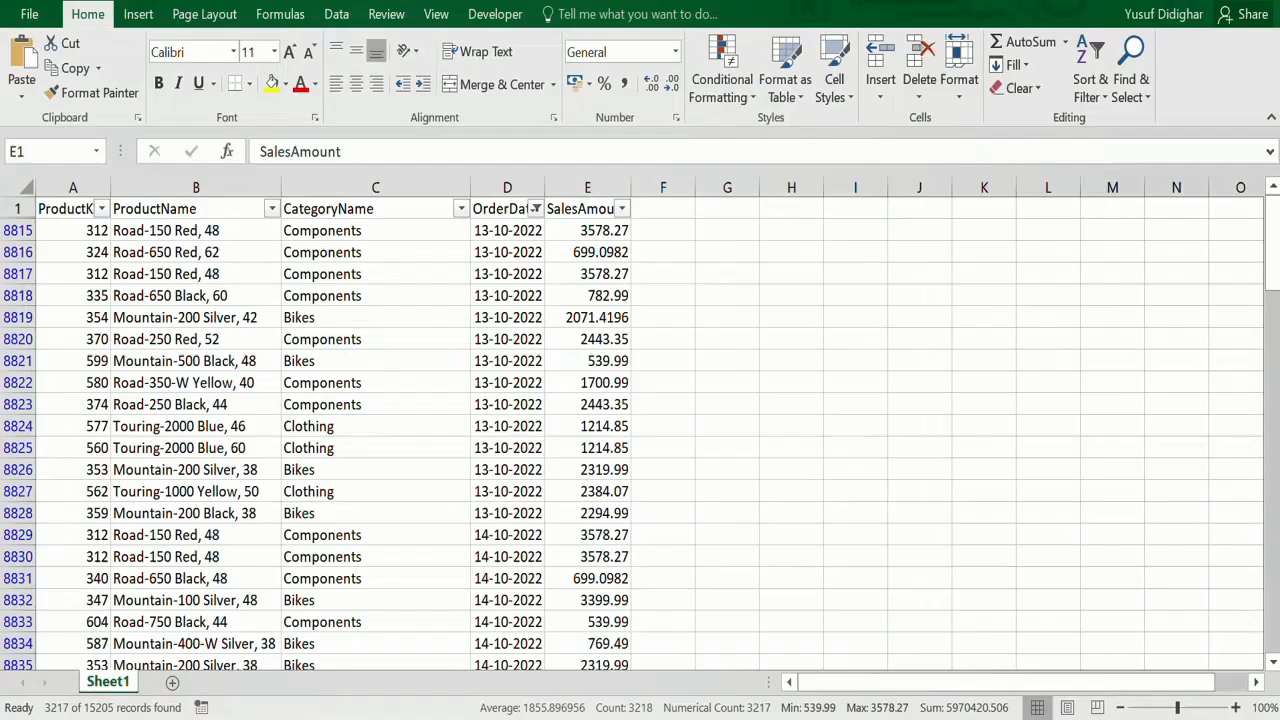 File Home Insert Page Layout Formulas Data Review View Developer Tell me what you want to do... Yusuf Didighar Share
Cut
Copy
Format Painter
Paste
Clipboard
Calibri 11 A A
B I U A
Font
Wrap Text
Merge & Center
Alignment
General
% ,
Number
Conditional Formatting
Format as Table
Cell Styles
Styles
Insert Delete Format
Cells
AutoSum
Fill
Clear
Sort & Filter
Find & Select
Editing
E1 fx SalesAmount
A B C D E F G H I J K L M N O
1 ProductK ProductName CategoryName OrderDat SalesAmou
8815 312 Road-150 Red, 48 Components 13-10-2022 3578.27
8816 324 Road-650 Red, 62 Components 13-10-2022 699.0982
8817 312 Road-150 Red, 48 Components 13-10-2022 3578.27
8818 335 Road-650 Black, 60 Components 13-10-2022 782.99
8819 354 Mountain-200 Silver, 42 Bikes 13-10-2022 2071.4196
8820 370 Road-250 Red, 52 Components 13-10-2022 2443.35
8821 599 Mountain-500 Black, 48 Bikes 13-10-2022 539.99
8822 580 Road-350-W Yellow, 40 Components 13-10-2022 1700.99
8823 374 Road-250 Black, 44 Components 13-10-2022 2443.35
8824 577 Touring-2000 Blue, 46 Clothing 13-10-2022 1214.85
8825 560 Touring-2000 Blue, 60 Clothing 13-10-2022 1214.85
8826 353 Mountain-200 Silver, 38 Bikes 13-10-2022 2319.99
8827 562 Touring-1000 Yellow, 50 Clothing 13-10-2022 2384.07
8828 359 Mountain-200 Black, 38 Bikes 13-10-2022 2294.99
8829 312 Road-150 Red, 48 Components 14-10-2022 3578.27
8830 312 Road-150 Red, 48 Components 14-10-2022 3578.27
8831 340 Road-650 Black, 48 Components 14-10-2022 699.0982
8832 347 Mountain-100 Silver, 48 Bikes 14-10-2022 3399.99
8833 604 Road-750 Black, 44 Components 14-10-2022 539.99
8834 587 Mountain-400-W Silver, 38 Bikes 14-10-2022 769.49
8835 353 Mountain-200 Silver, 38 Bikes 14-10-2022 2319.99
Sheet1
Ready 3217 of 15205 records found Average: 1855.896956 Count: 3218 Numerical Count: 3217 Min: 539.99 Max: 3578.27 Sum: 5970420.506 100%